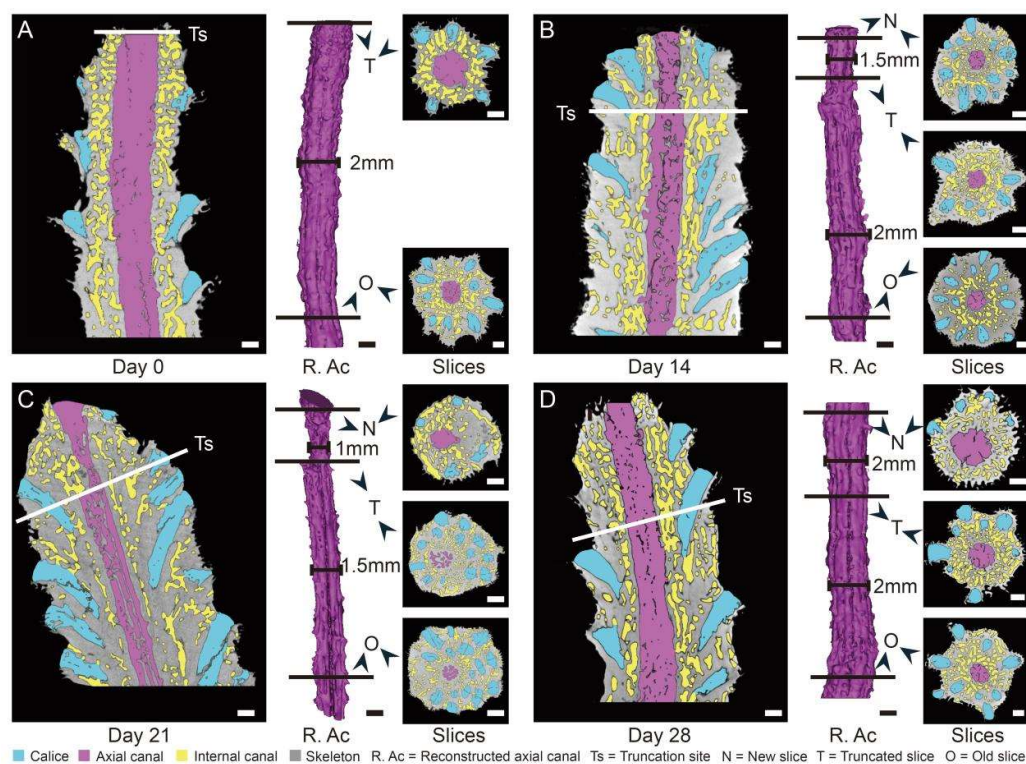 A
Ts
T
2mm
O
Day 0
R. Ac
Slices
B
Ts
N
1.5mm
T
2mm
O
Day 14
R. Ac
Slices
C
Ts
N
1mm
T
1.5mm
O
Day 21
R. Ac
Slices
D
Ts
N
2mm
T
2mm
O
Day 28
R. Ac
Slices
Calice Axial canal Internal canal Skeleton R. Ac = Reconstructed axial canal Ts = Truncation site N = New slice T = Truncated slice O = Old slice